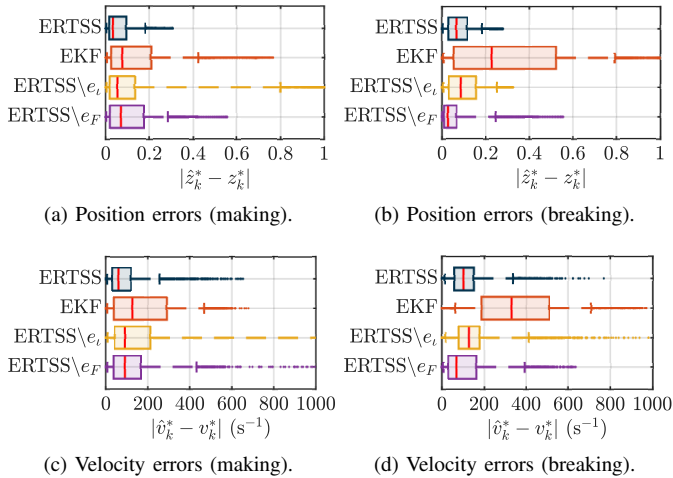 ERTSS ERTSS
EKF EKF
ERTSS\e_ι ERTSS\e_ι
ERTSS\e_F ERTSS\e_F
0 0.2 0.4 0.6 0.8 1 0 0.2 0.4 0.6 0.8 1
|ẑ*_k − z*_k| |ẑ*_k − z*_k|
(a) Position errors (making). (b) Position errors (breaking).
ERTSS ERTSS
EKF EKF
ERTSS\e_ι ERTSS\e_ι
ERTSS\e_F ERTSS\e_F
0 200 400 600 800 1000 0 200 400 600 800 1000
|v̂*_k − v*_k| (s⁻¹) |v̂*_k − v*_k| (s⁻¹)
(c) Velocity errors (making). (d) Velocity errors (breaking).